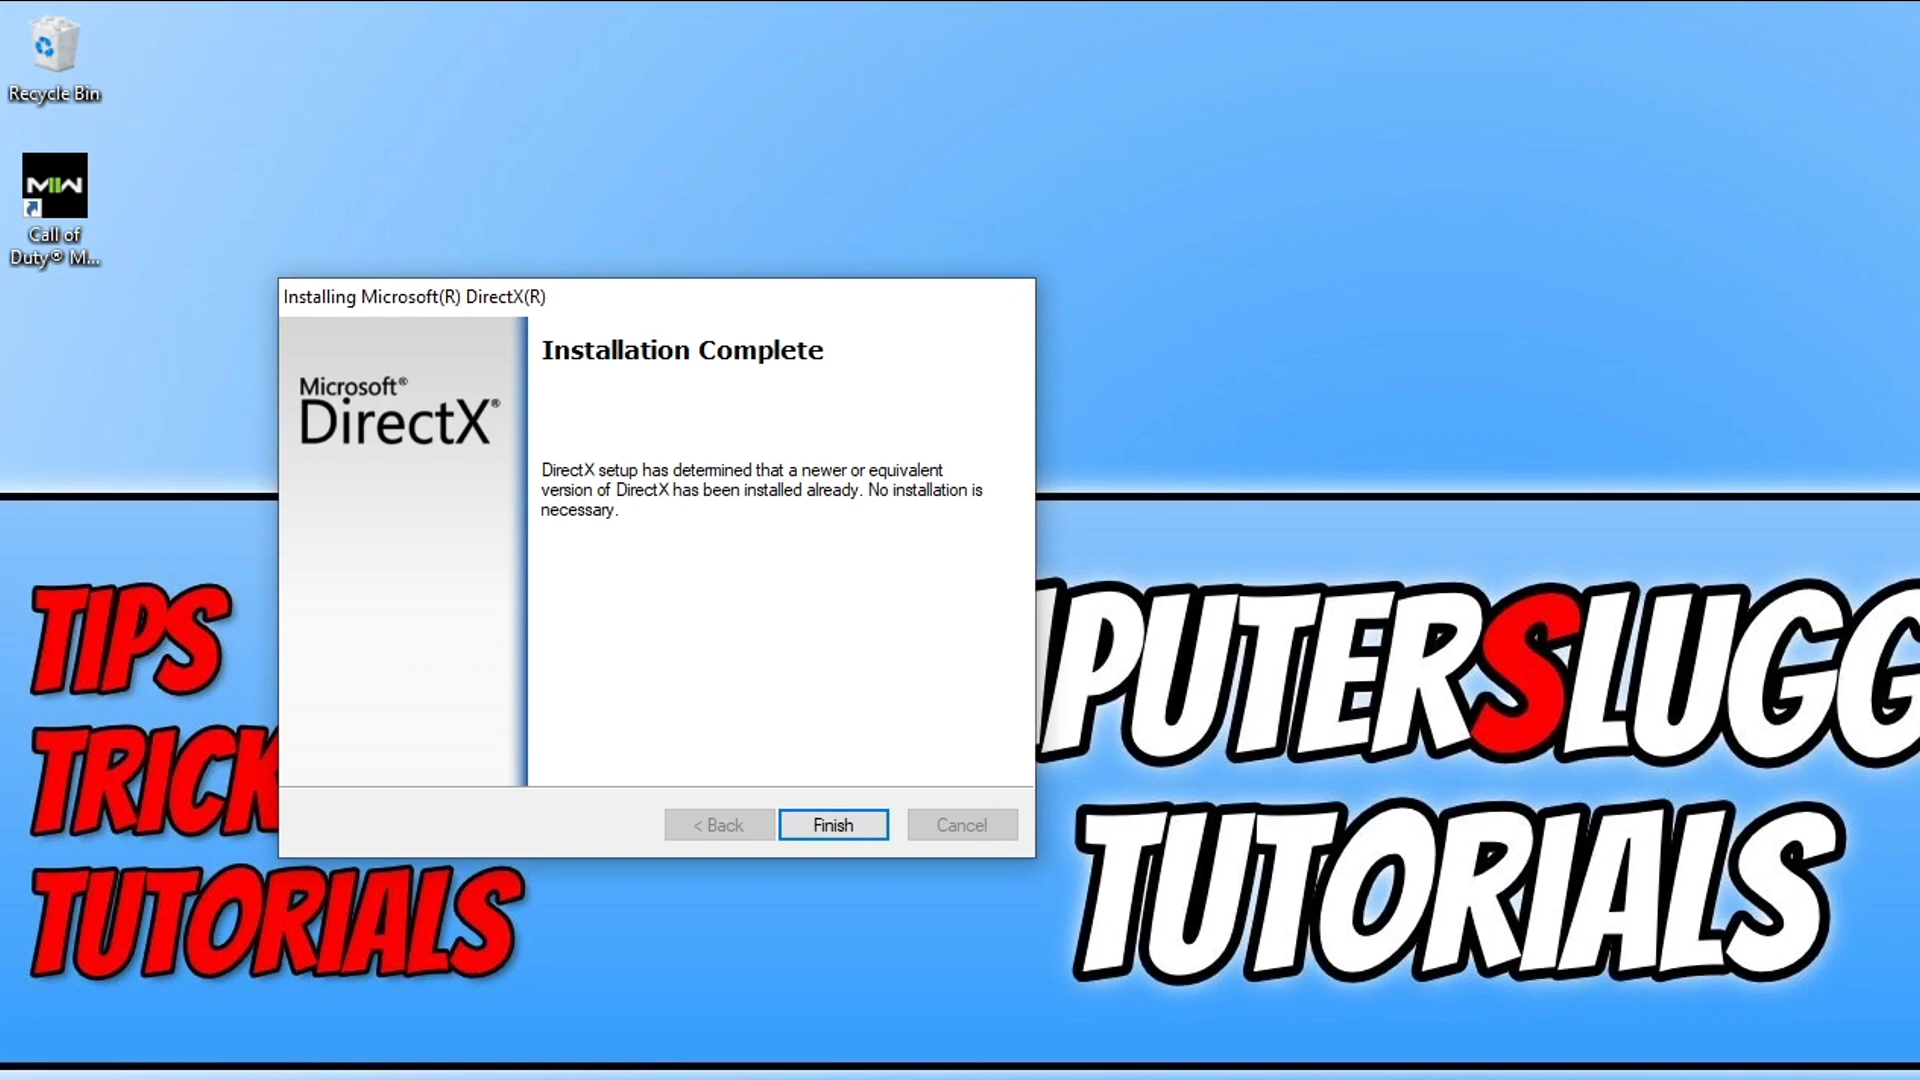 Recycle Bin
MW
Call of
Duty® M...
Installing Microsoft(R) DirectX(R)
Installation Complete
Microsoft®
DirectX®
DirectX setup has determined that a newer or equivalent
version of DirectX has been installed already. No installation is
necessary.
< Back
Finish
Cancel
TIPS
TRICK
TUTORIALS
PUTERSLUGG
TUTORIALS